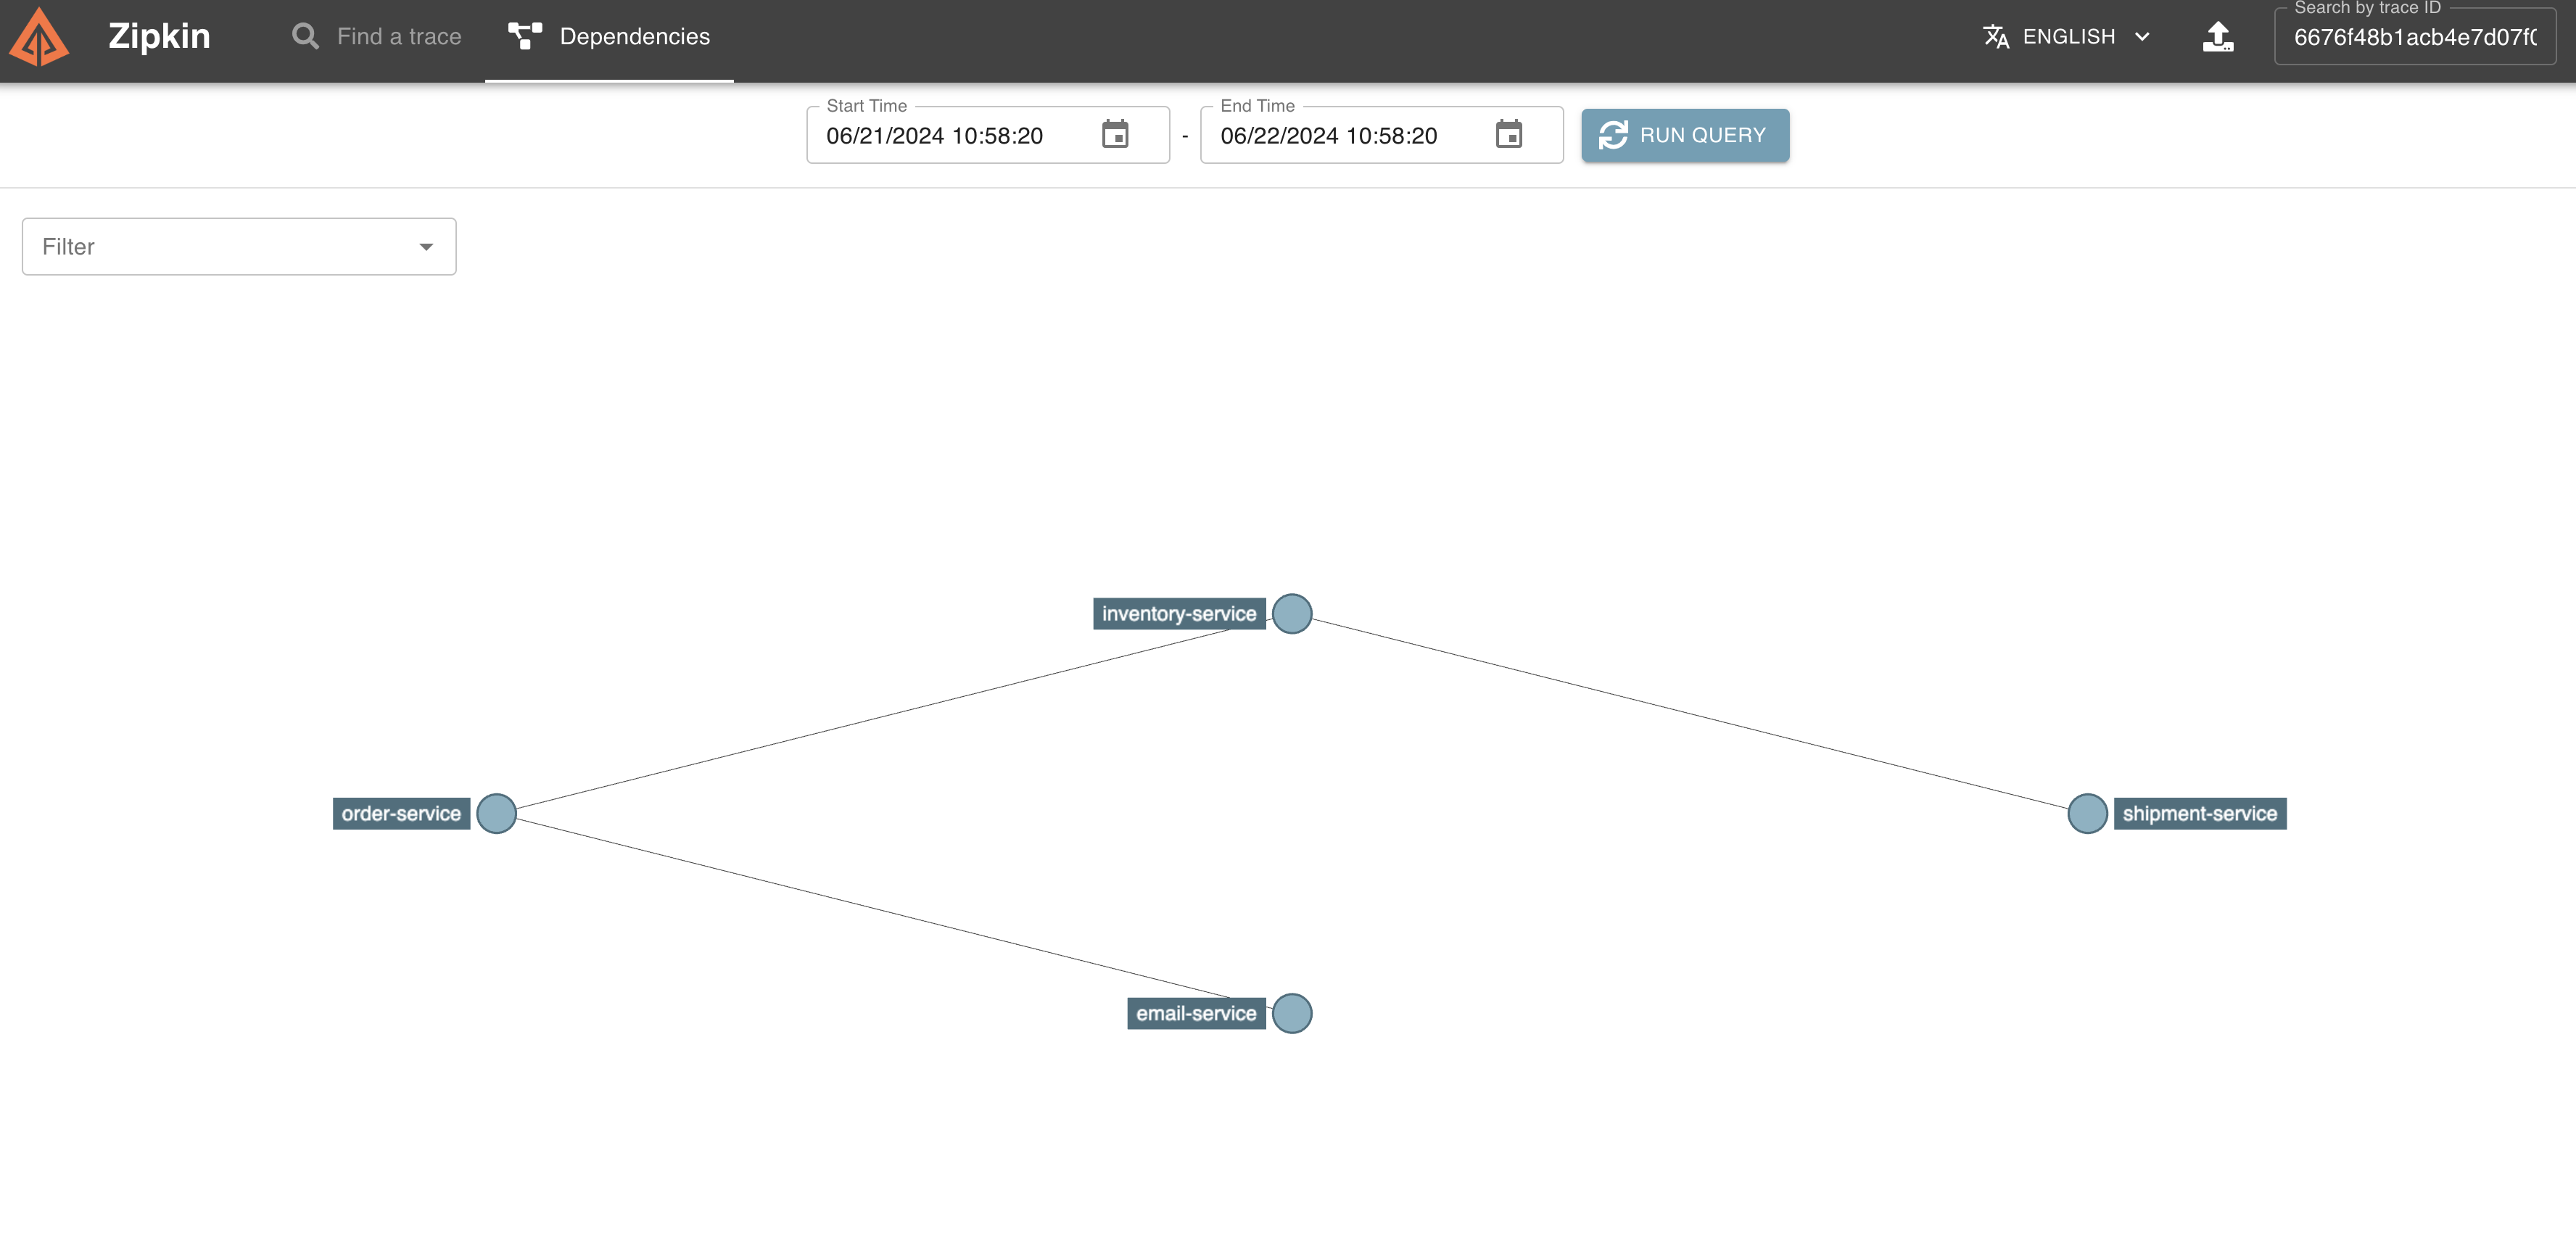 Zipkin
Find a trace
Dependencies
ENGLISH
Search by trace ID
6676f48b1acb4e7d07f
Start Time
06/21/2024 10:58:20
-
End Time
06/22/2024 10:58:20
RUN QUERY
Filter
inventory-service
order-service
shipment-service
email-service